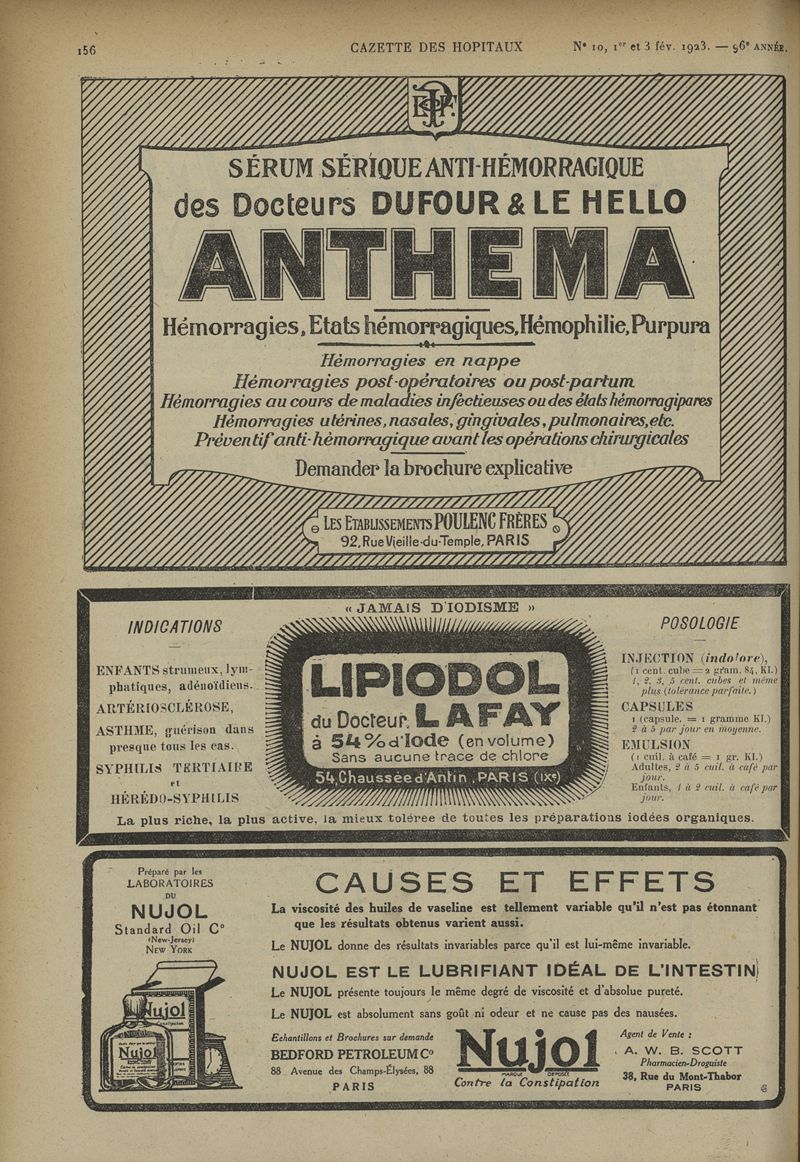 156
CAZETTE DES HOPITAUX
N° 10, 1er et 3 fév. 1923. — 96e ANNÉE.
SÉRUM SÉRIQUE ANTI-HÉMORRAGIQUE
des Docteurs DUFOUR & LE HELLO
ANTHEMA
Hémorragies, Etats hémorragiques, Hémophilie, Purpura
Hémorragies en nappe
Hémorragies post-opératoires ou post-partum
Hémorragies au cours de maladies infectieuses ou des états hémorragipares
Hémorragies utérines, nasales, gingivales, pulmonaires, etc.
Préventif anti-hémorragique avant les opérations chirurgicales
Demander la brochure explicative
LES ETABLISSEMENTS POULENC FRÈRES
92, Rue Vieille-du-Temple, PARIS
« JAMAIS D'IODISME »
INDICATIONS
ENFANTS strumeux, lym-
phatiques, adénoïdiens.
ARTÉRIOSCLÉROSE,
ASTHME, guérison dans
presque tous les cas.
SYPHILIS TERTIAIRE
et
HÉRÉDO-SYPHILIS
LIPIODOL
du Docteur LAFAY
à 54% d'Iode (en volume)
Sans aucune trace de chlore
54, Chaussée d'Antin, PARIS (IXe)
POSOLOGIE
INJECTION (indolore),
(1 cent. cube = 2 gram. 84, KI.)
1, 2, 3, 5 cent. cubes et même
plus (tolérance parfaite.)
CAPSULES
1 (capsule. = 1 gramme KI.)
2 à 5 par jour en moyenne.
EMULSION
(1 cuil. à café = 1 gr. KI.)
Adultes, 2 à 5 cuil. à café par
jour.
Enfants, 1 à 2 cuil. à café par
jour.
La plus riche, la plus active, la mieux tolérée de toutes les préparations iodées organiques.
Préparé par les
LABORATOIRES
DU
NUJOL
Standard Oil Co
(New-Jersey)
NEW YORK
Nujol
Nujol
CAUSES ET EFFETS
La viscosité des huiles de vaseline est tellement variable qu'il n'est pas étonnant
que les résultats obtenus varient aussi.
Le NUJOL donne des résultats invariables parce qu'il est lui-même invariable.
NUJOL EST LE LUBRIFIANT IDÉAL DE L'INTESTIN
Le NUJOL présente toujours le même degré de viscosité et d'absolue pureté.
Le NUJOL est absolument sans goût ni odeur et ne cause pas des nausées.
Echantillons et Brochures sur demande
BEDFORD PETROLEUM Co
88 Avenue des Champs-Élysées, 88
PARIS
Nujol
MARQUE DÉPOSÉE
Contre la Constipation
Agent de Vente :
A. W. B. SCOTT
Pharmacien-Droguiste
38, Rue du Mont-Thabor
PARIS